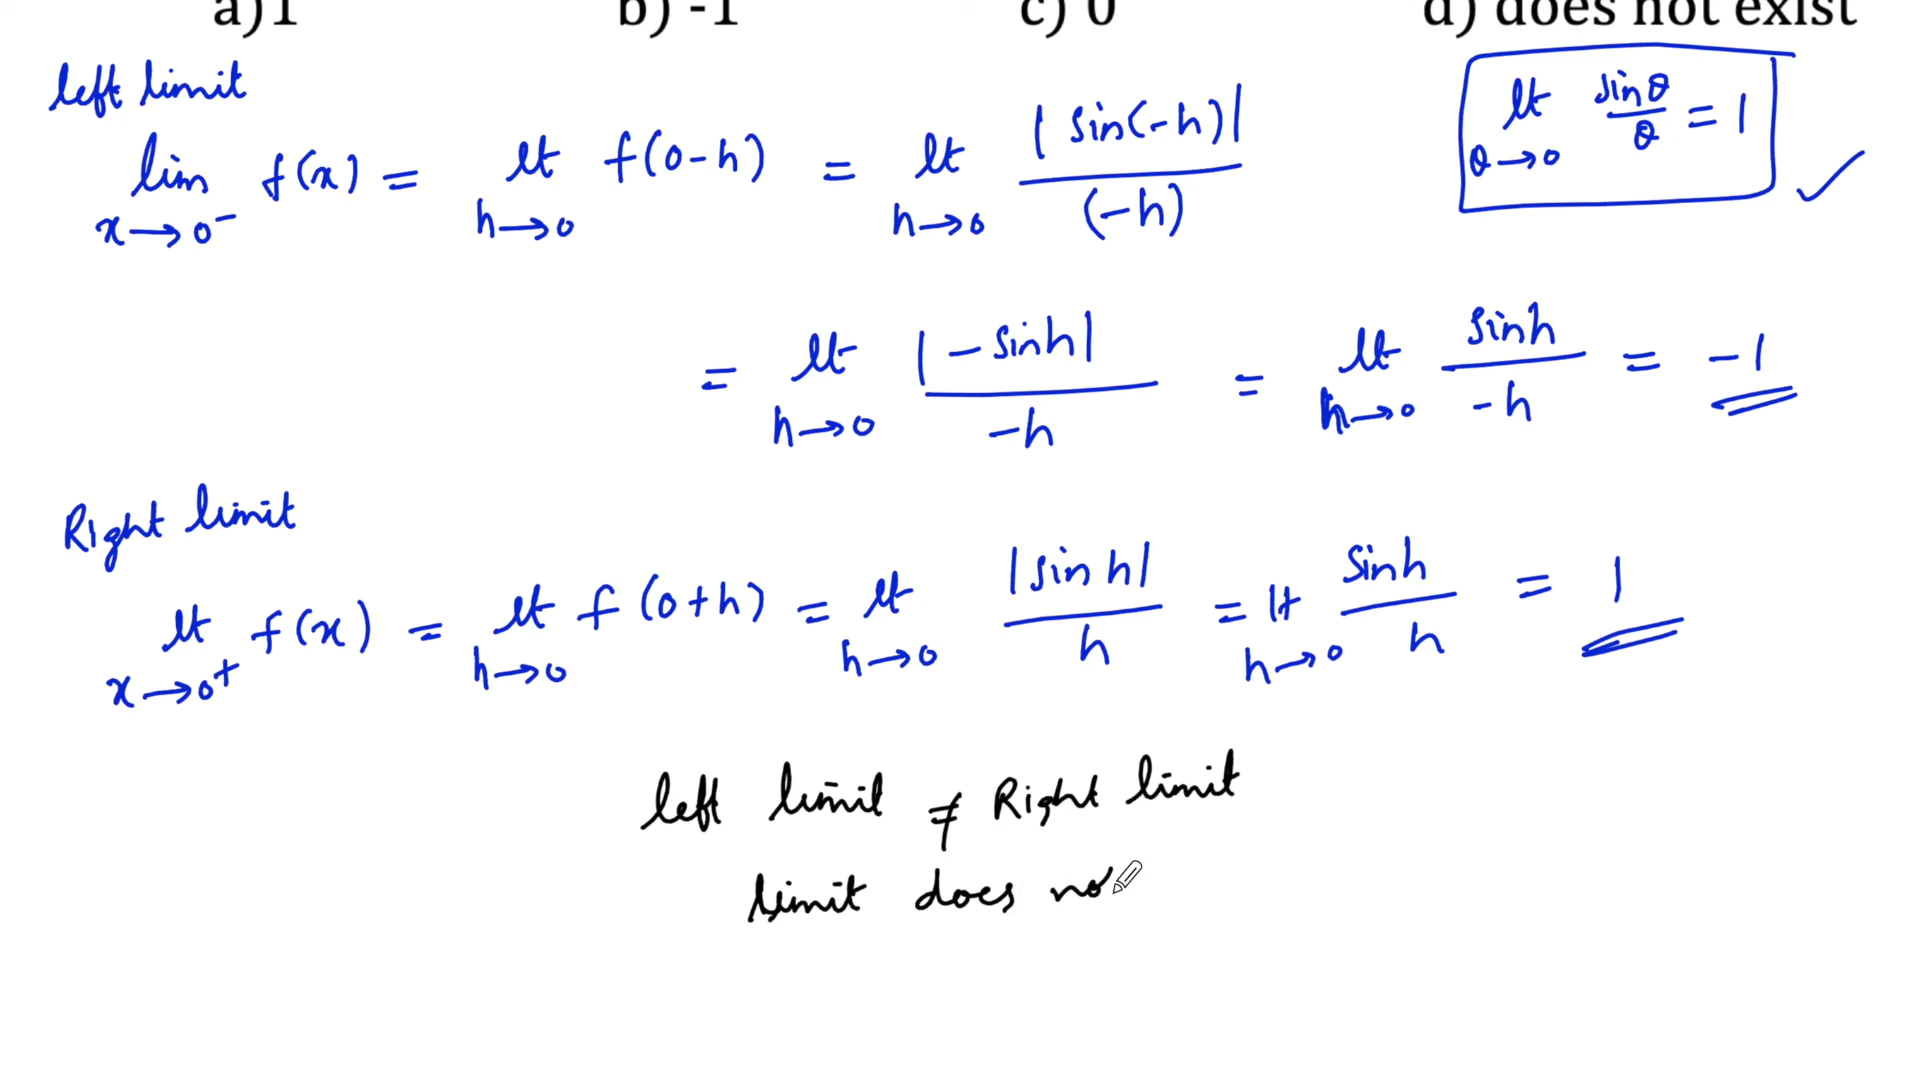 a) 1 b) -1 c) 0 d) does not exist
left limit
lim x→0⁻ f(x) = lt h→0 f(0-h) = lt h→0 |sin(-h)| / (-h)
lt θ→0 sinθ/θ = 1 ✓
= lt h→0 |-sinh| / -h = lt h→0 sinh / -h = -1
Right limit
lt x→0⁺ f(x) = lt h→0 f(0+h) = lt h→0 |sin h| / h = lt h→0 sinh / h = 1
left limit ≠ Right limit
limit does no